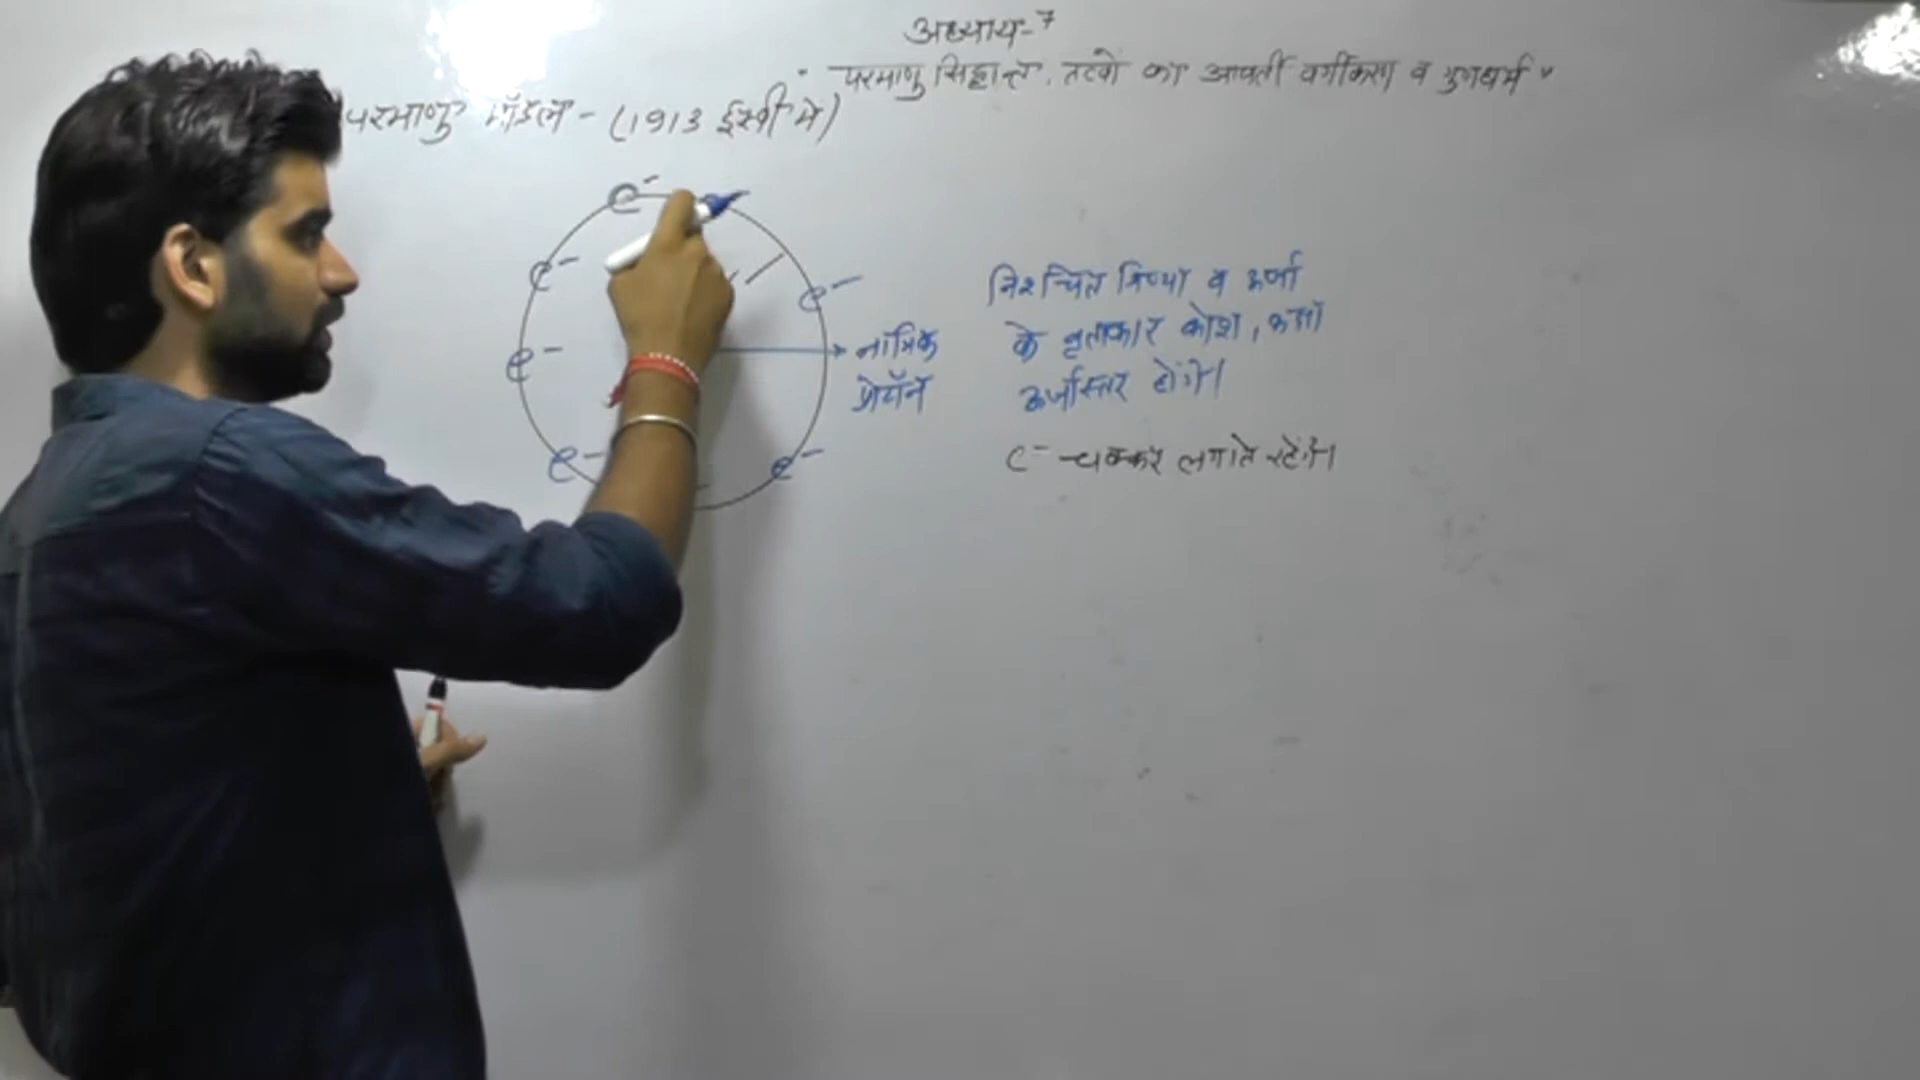 अध्याय-7
" परमाणु सिद्धान्त, तत्वों का आवर्ती वर्गीकरण व गुणधर्म "
परमाणु मॉडल - (1913 ईस्वी में)
e-
e-
e-
e-
e-
e-
नाभिक
प्रोटॉन
निश्चित त्रिज्या व ऊर्जा
के वृताकार कोश, कक्षा
ऊर्जास्तर होंगे।
e- चक्कर लगाते रहेंगे।